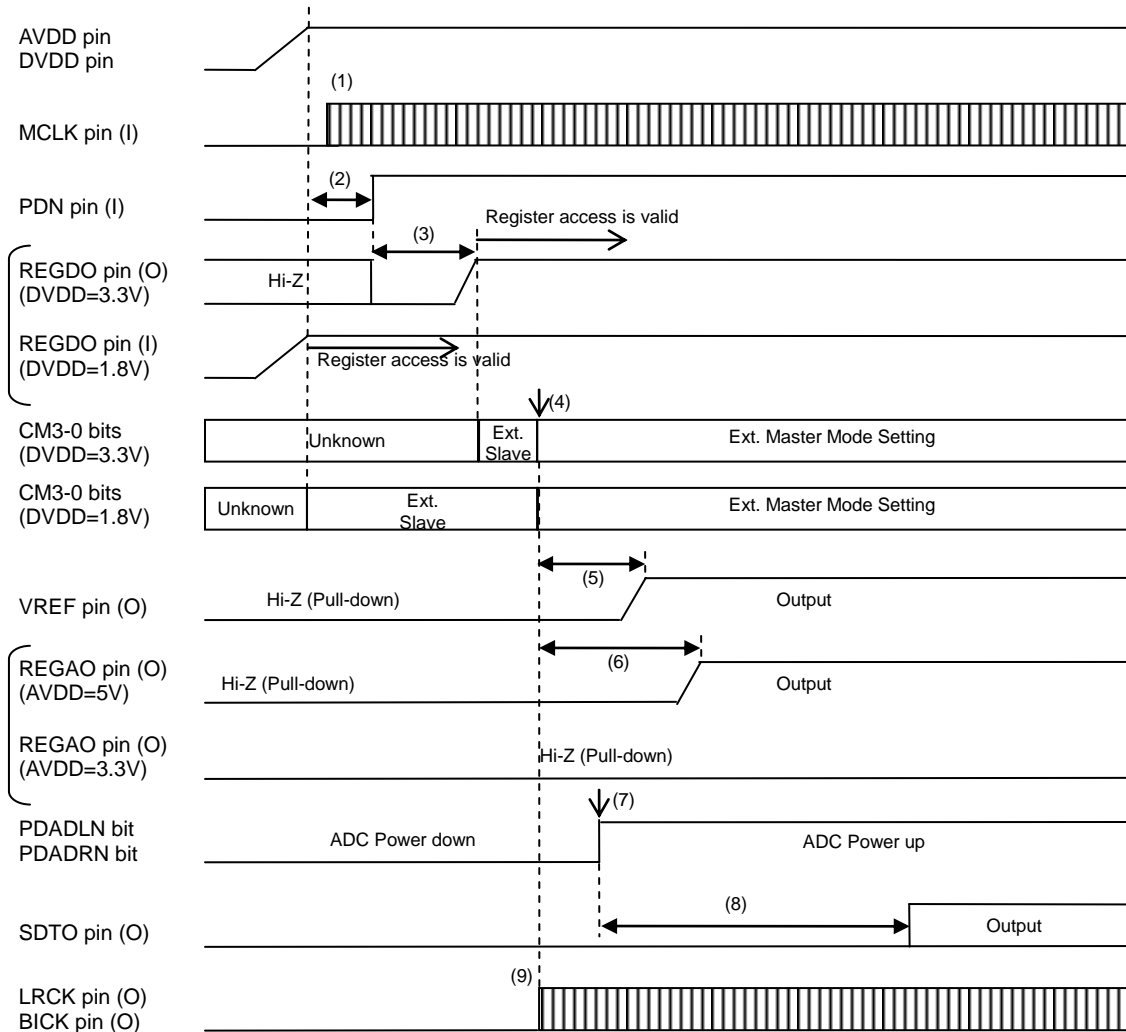 AVDD pin
DVDD pin
(1)
MCLK pin (I)
(2)
PDN pin (I)
Register access is valid
(3)
REGDO pin (O)
(DVDD=3.3V)
Hi-Z
REGDO pin (I)
(DVDD=1.8V)
Register access is valid
(4)
CM3-0 bits
(DVDD=3.3V)
Unknown
Ext.
Slave
Ext. Master Mode Setting
CM3-0 bits
(DVDD=1.8V)
Unknown
Ext.
Slave
Ext. Master Mode Setting
(5)
VREF pin (O)
Hi-Z (Pull-down)
Output
(6)
REGAO pin (O)
(AVDD=5V)
Hi-Z (Pull-down)
Output
REGAO pin (O)
(AVDD=3.3V)
Hi-Z (Pull-down)
(7)
PDADLN bit
PDADRN bit
ADC Power down
ADC Power up
(8)
SDTO pin (O)
Output
(9)
LRCK pin (O)
BICK pin (O)